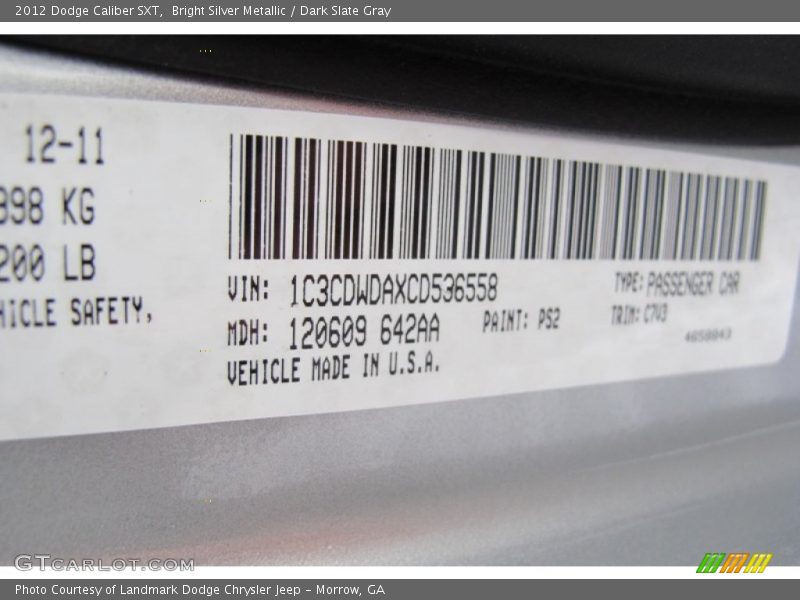 2012 Dodge Caliber SXT,  Bright Silver Metallic / Dark Slate Gray
12-11
898 KG
200 LB
HICLE SAFETY,
VIN: 1C3CDWDAXCD536558
TYPE: PASSENGER CAR
MDH: 120609 642AA
PAINT: PS2
TRIM: C7V3
VEHICLE MADE IN U.S.A.
GTCARLOT.COM
Photo Courtesy of Landmark Dodge Chrysler Jeep - Morrow, GA